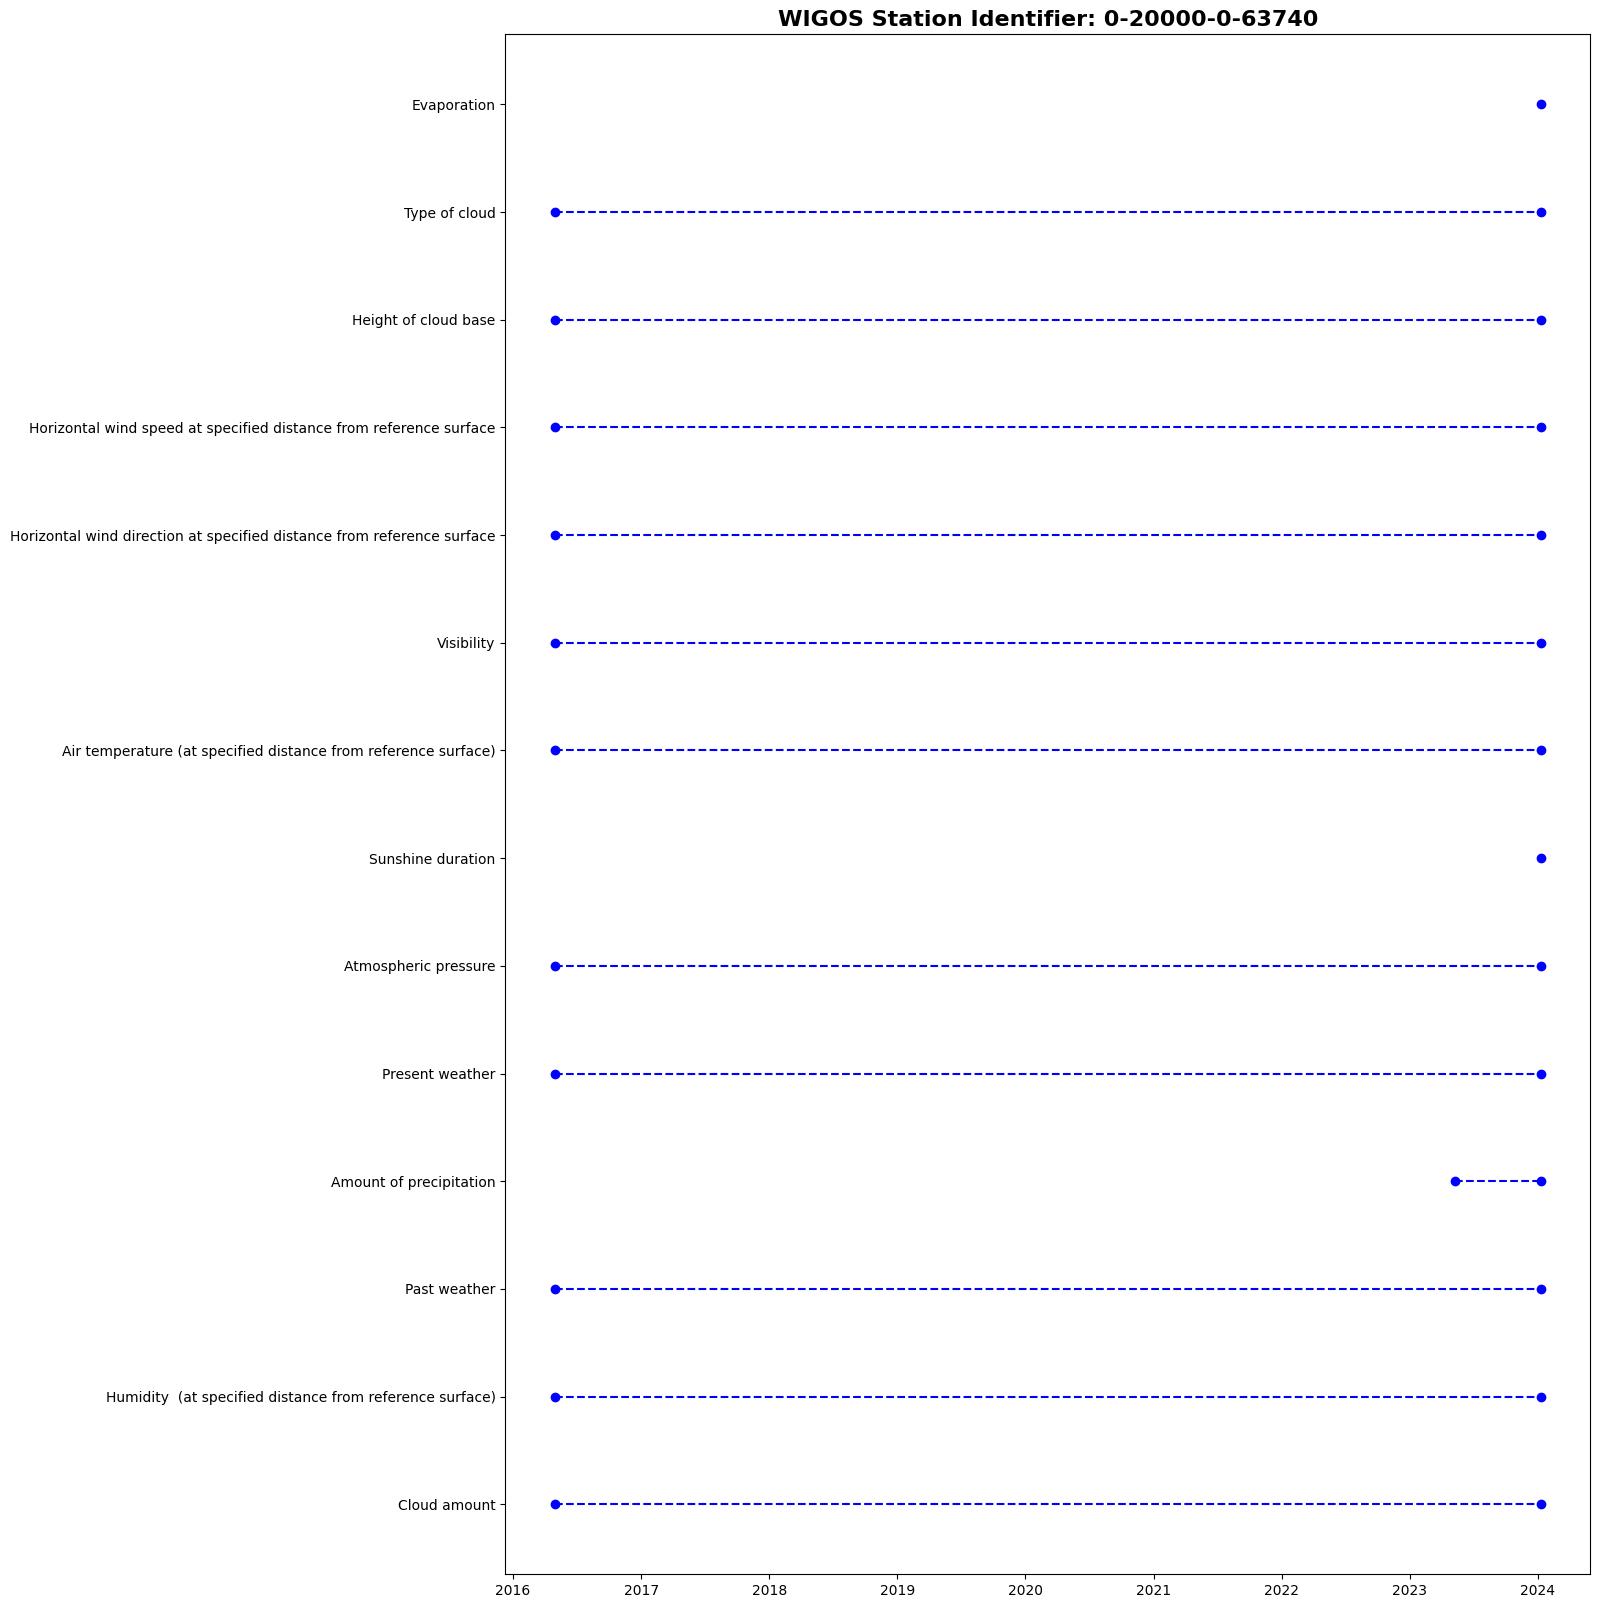 WIGOS Station Identifier: 0-20000-0-63740
Evaporation
Type of cloud
Height of cloud base
Horizontal wind speed at specified distance from reference surface
Horizontal wind direction at specified distance from reference surface
Visibility
Air temperature (at specified distance from reference surface)
Sunshine duration
Atmospheric pressure
Present weather
Amount of precipitation
Past weather
Humidity  (at specified distance from reference surface)
Cloud amount
2016 2017 2018 2019 2020 2021 2022 2023 2024